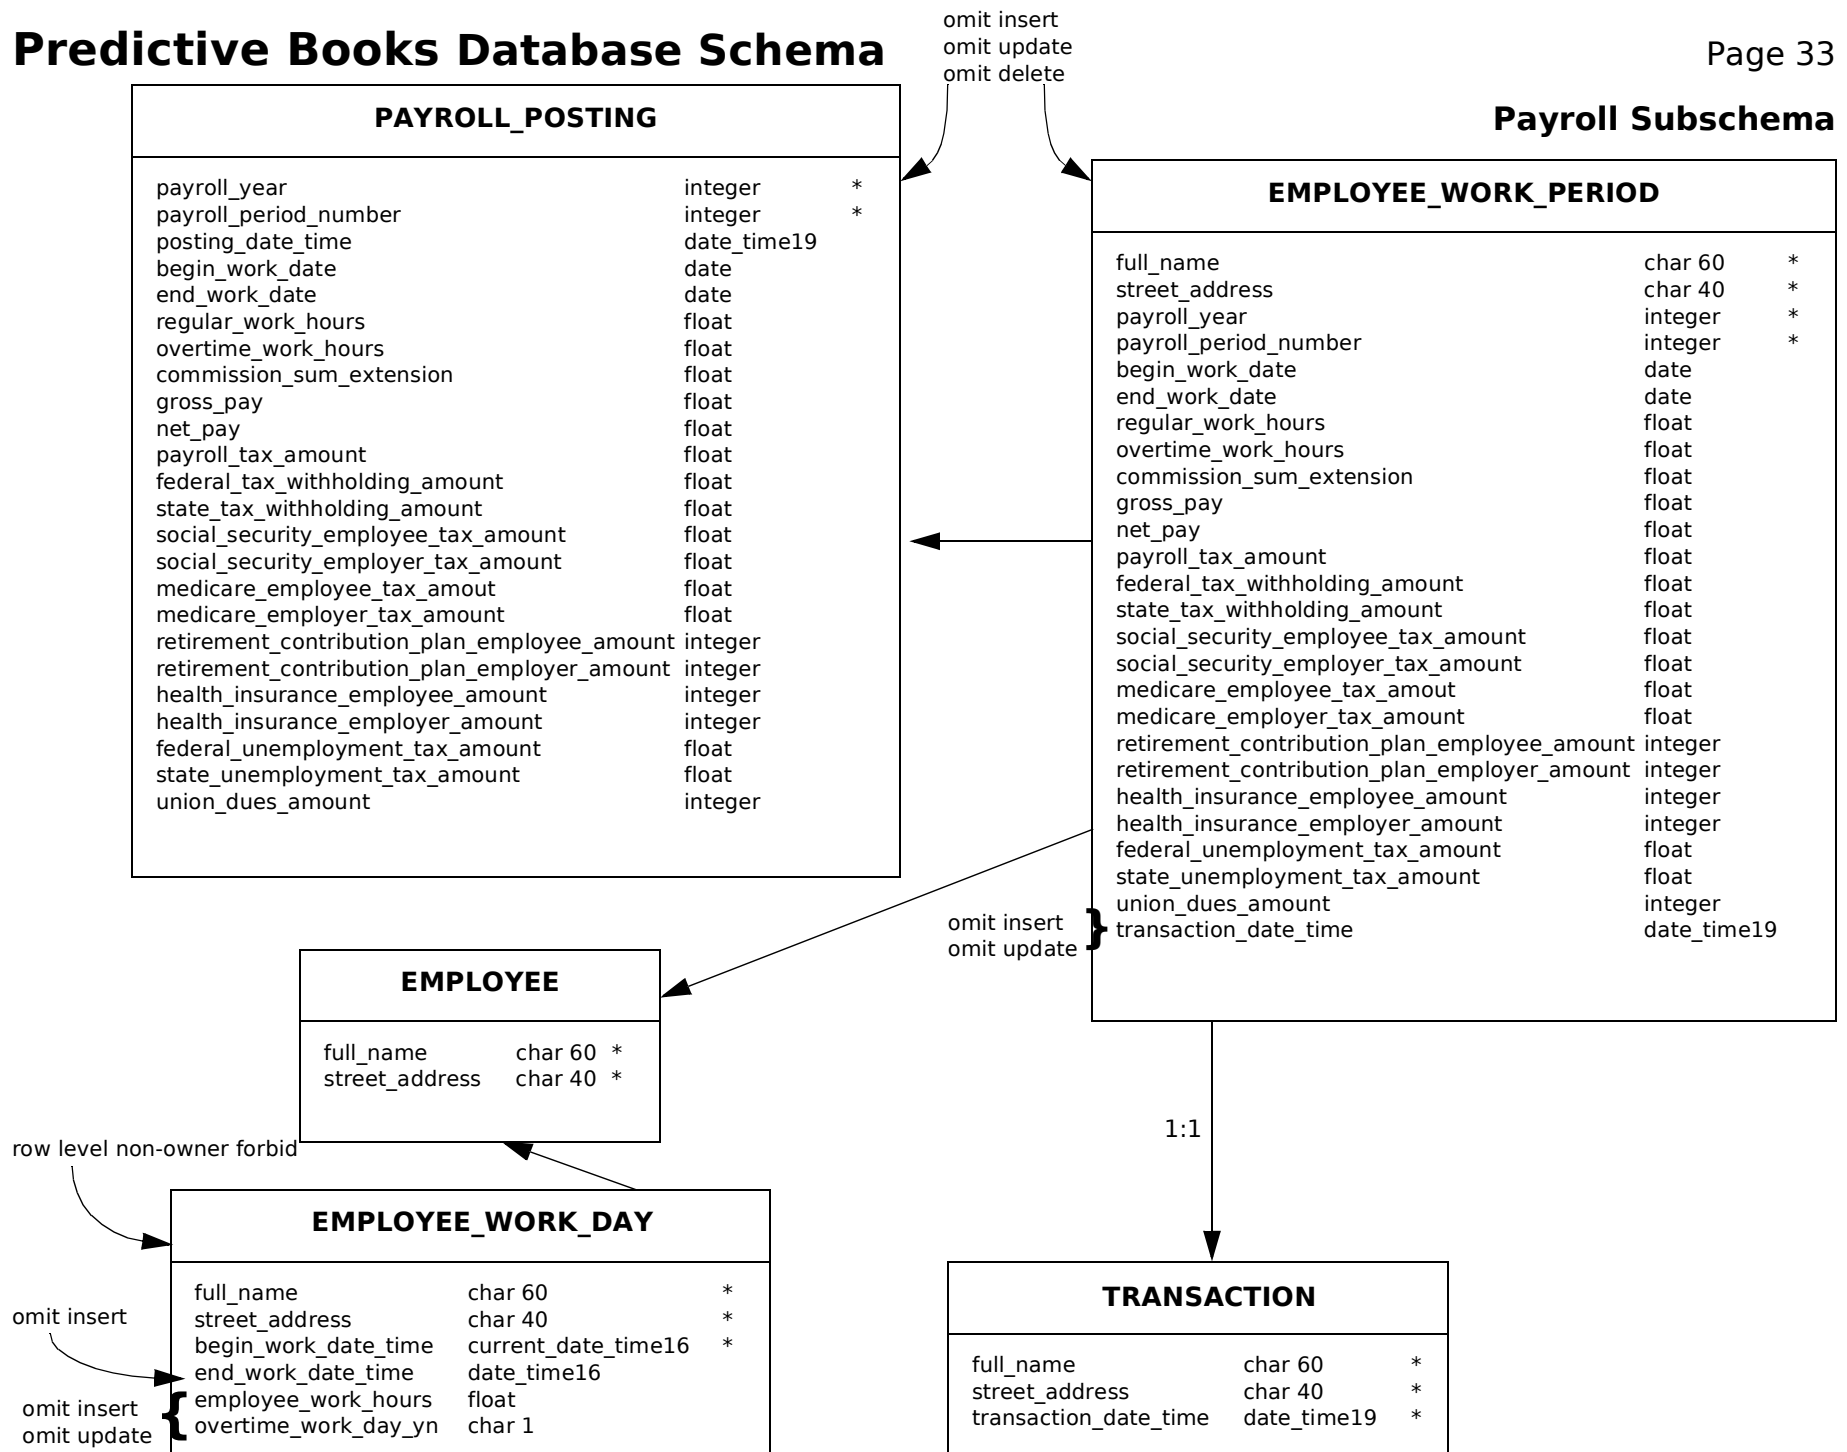 omit insert
omit update
omit delete
Predictive Books Database Schema
Page 33
Payroll Subschema
PAYROLL_POSTING
payroll_year integer *
payroll_period_number integer *
posting_date_time date_time19
begin_work_date date
end_work_date date
regular_work_hours float
overtime_work_hours float
commission_sum_extension float
gross_pay float
net_pay float
payroll_tax_amount float
federal_tax_withholding_amount float
state_tax_withholding_amount float
social_security_employee_tax_amount float
social_security_employer_tax_amount float
medicare_employee_tax_amout float
medicare_employer_tax_amount float
retirement_contribution_plan_employee_amount integer
retirement_contribution_plan_employer_amount integer
health_insurance_employee_amount integer
health_insurance_employer_amount integer
federal_unemployment_tax_amount float
state_unemployment_tax_amount float
union_dues_amount integer
EMPLOYEE_WORK_PERIOD
full_name char 60 *
street_address char 40 *
payroll_year integer *
payroll_period_number integer *
begin_work_date date
end_work_date date
regular_work_hours float
overtime_work_hours float
commission_sum_extension float
gross_pay float
net_pay float
payroll_tax_amount float
federal_tax_withholding_amount float
state_tax_withholding_amount float
social_security_employee_tax_amount float
social_security_employer_tax_amount float
medicare_employee_tax_amout float
medicare_employer_tax_amount float
retirement_contribution_plan_employee_amount integer
retirement_contribution_plan_employer_amount integer
health_insurance_employee_amount integer
health_insurance_employer_amount integer
federal_unemployment_tax_amount float
state_unemployment_tax_amount float
union_dues_amount integer
transaction_date_time date_time19
omit insert
omit update
}
EMPLOYEE
full_name char 60 *
street_address char 40 *
row level non-owner forbid
1:1
EMPLOYEE_WORK_DAY
full_name char 60 *
street_address char 40 *
begin_work_date_time current_date_time16 *
end_work_date_time date_time16
employee_work_hours float
overtime_work_day_yn char 1
omit insert
omit insert
omit update
{
TRANSACTION
full_name char 60 *
street_address char 40 *
transaction_date_time date_time19 *